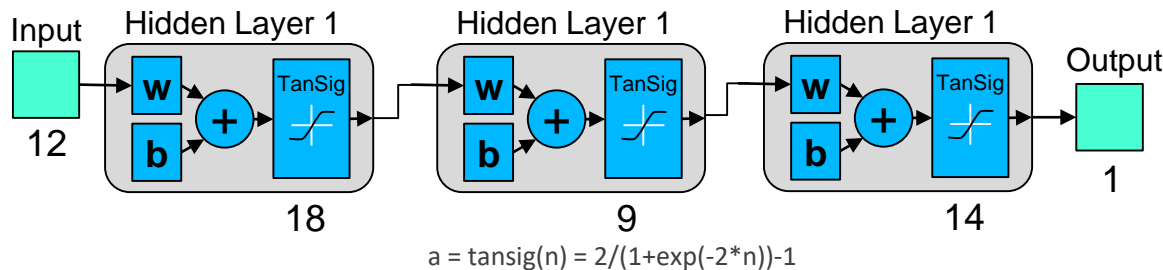 Input
12
Hidden Layer 1
w
b
+
TanSig
18
Hidden Layer 1
w
b
+
TanSig
9
Hidden Layer 1
w
b
+
TanSig
14
Output
1
a = tansig(n) = 2/(1+exp(-2*n))-1